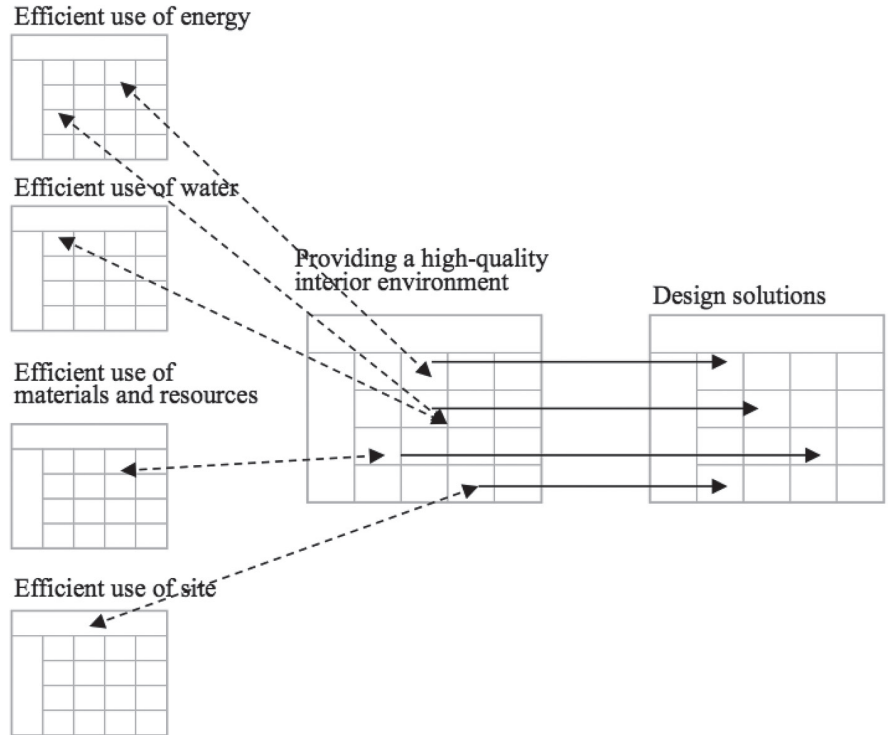 Efficient use of energy
Efficient use of water
Providing a high-quality
interior environment
Design solutions
Efficient use of
materials and resources
Efficient use of site